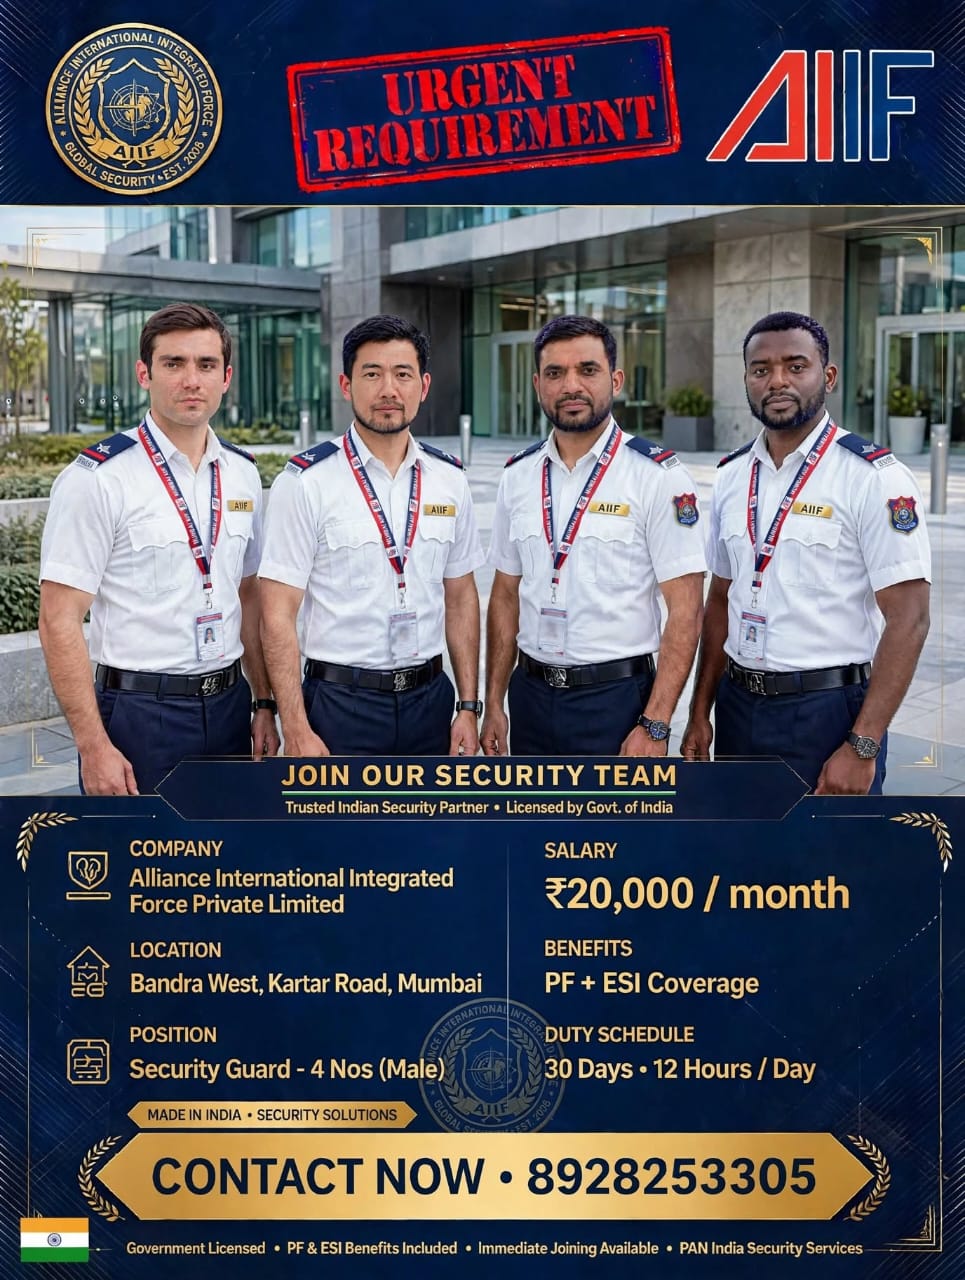 ALLIANCE INTERNATIONAL INTEGRATED FORCE
AIIF
GLOBAL SECURITY • EST. 2008
URGENT
REQUIREMENT
AIIF
AIIF
AIIF
AIIF
AIIF
JOIN OUR SECURITY TEAM
Trusted Indian Security Partner • Licensed by Govt. of India
COMPANY
Alliance International Integrated
Force Private Limited
LOCATION
Bandra West, Kartar Road, Mumbai
POSITION
Security Guard - 4 Nos (Male)
SALARY
₹20,000 / month
BENEFITS
PF + ESI Coverage
DUTY SCHEDULE
30 Days • 12 Hours / Day
AIIF
MADE IN INDIA • SECURITY SOLUTIONS
CONTACT NOW • 8928253305
Government Licensed • PF & ESI Benefits Included • Immediate Joining Available • PAN India Security Services